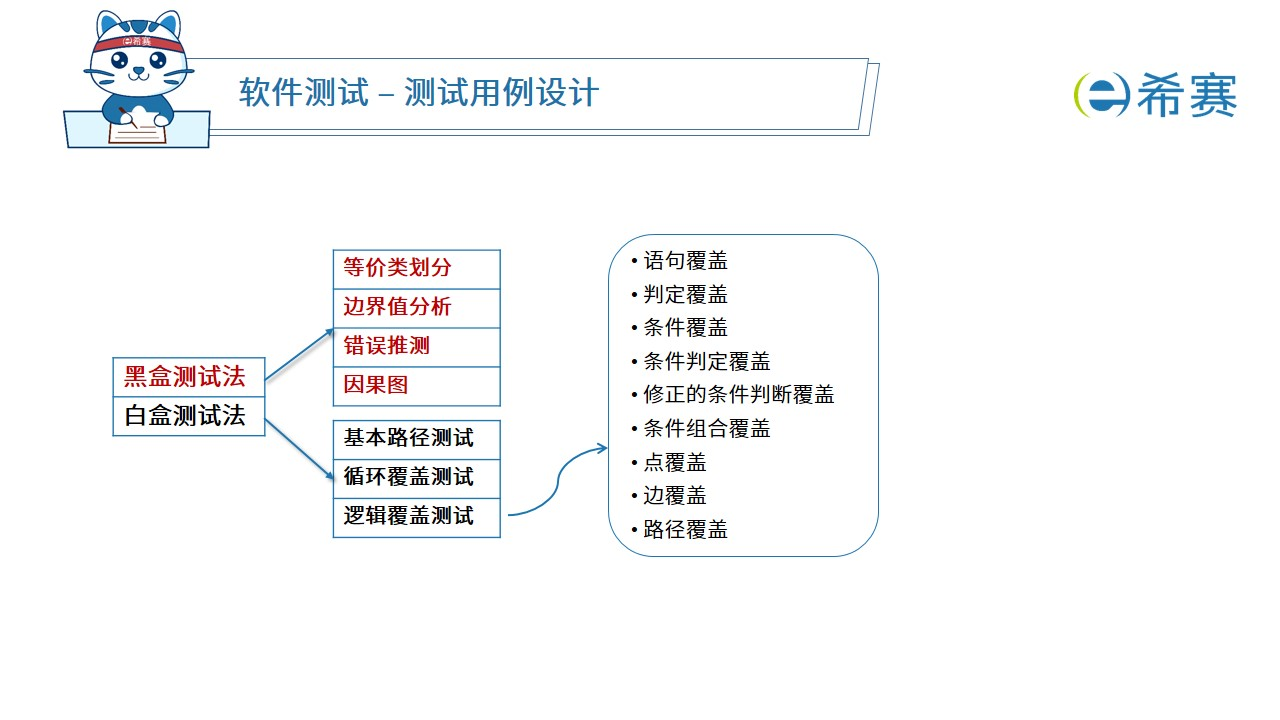 希赛
软件测试 – 测试用例设计
希赛
黑盒测试法
白盒测试法
等价类划分
边界值分析
错误推测
因果图
基本路径测试
循环覆盖测试
逻辑覆盖测试
• 语句覆盖
• 判定覆盖
• 条件覆盖
• 条件判定覆盖
• 修正的条件判断覆盖
• 条件组合覆盖
• 点覆盖
• 边覆盖
• 路径覆盖